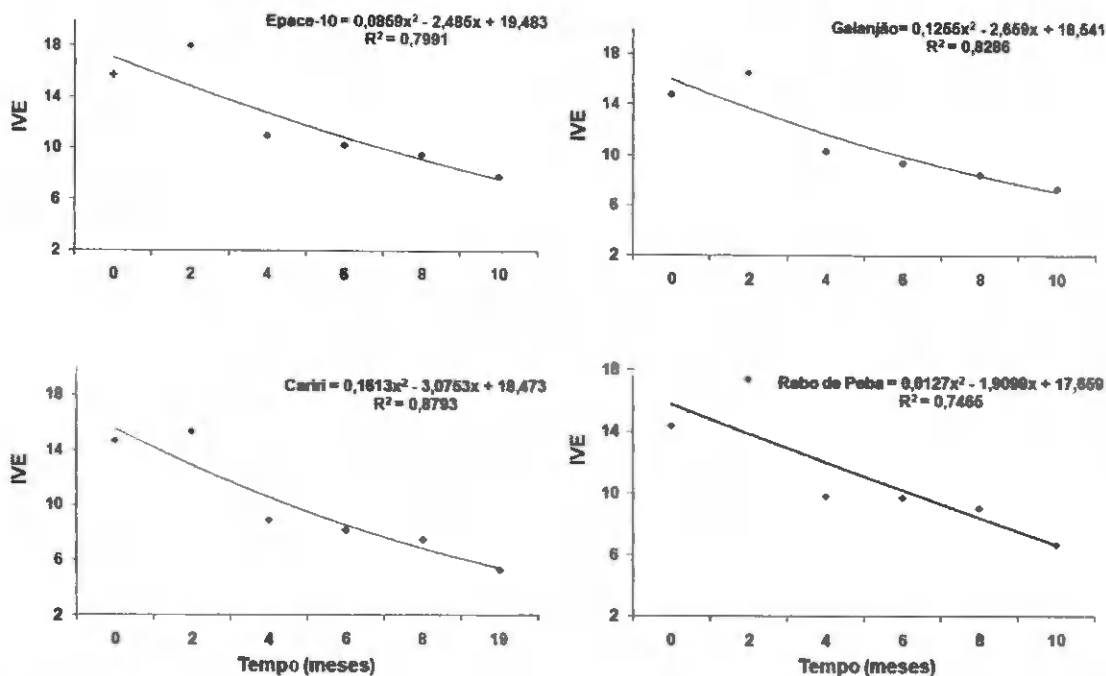 Epace-10 = 0,0859x² - 2,485x + 19,483
R² = 0,7991
18
14
10
6
2
IVE
0 2 4 6 8 10
Galanjão= 0,1255x² - 2,659x + 18,541
R² = 0,8286
18
14
10
6
2
IVE
0 2 4 6 8 10
Cariri = 0,1613x² - 3,0753x + 18,473
R² = 0,8793
18
14
10
6
2
IVE
0 2 4 6 8 10
Tempo (meses)
Rabo de Peba = 0,0127x² - 1,9099x + 17,659
R² = 0,7465
18
14
10
6
2
IVE
0 2 4 6 8 10
Tempo (meses)